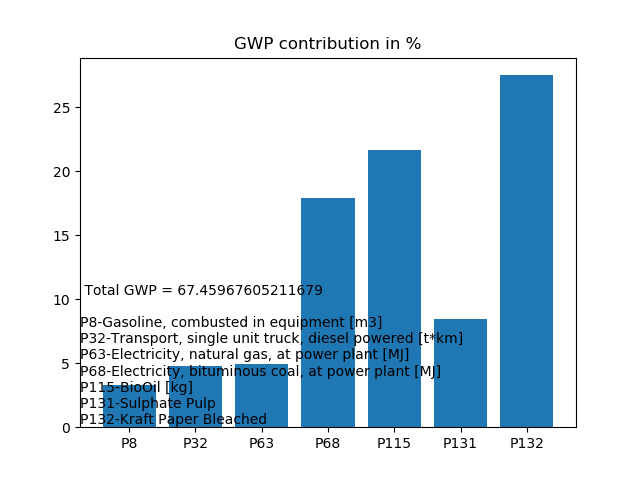 GWP contribution in %
25
20
15
10
5
0
Total GWP = 67.45967605211679
P8-Gasoline, combusted in equipment [m3]
P32-Transport, single unit truck, diesel powered [t*km]
P63-Electricity, natural gas, at power plant [MJ]
P68-Electricity, bituminous coal, at power plant [MJ]
P115-BioOil [kg]
P131-Sulphate Pulp
P132-Kraft Paper Bleached
P8 P32 P63 P68 P115 P131 P132